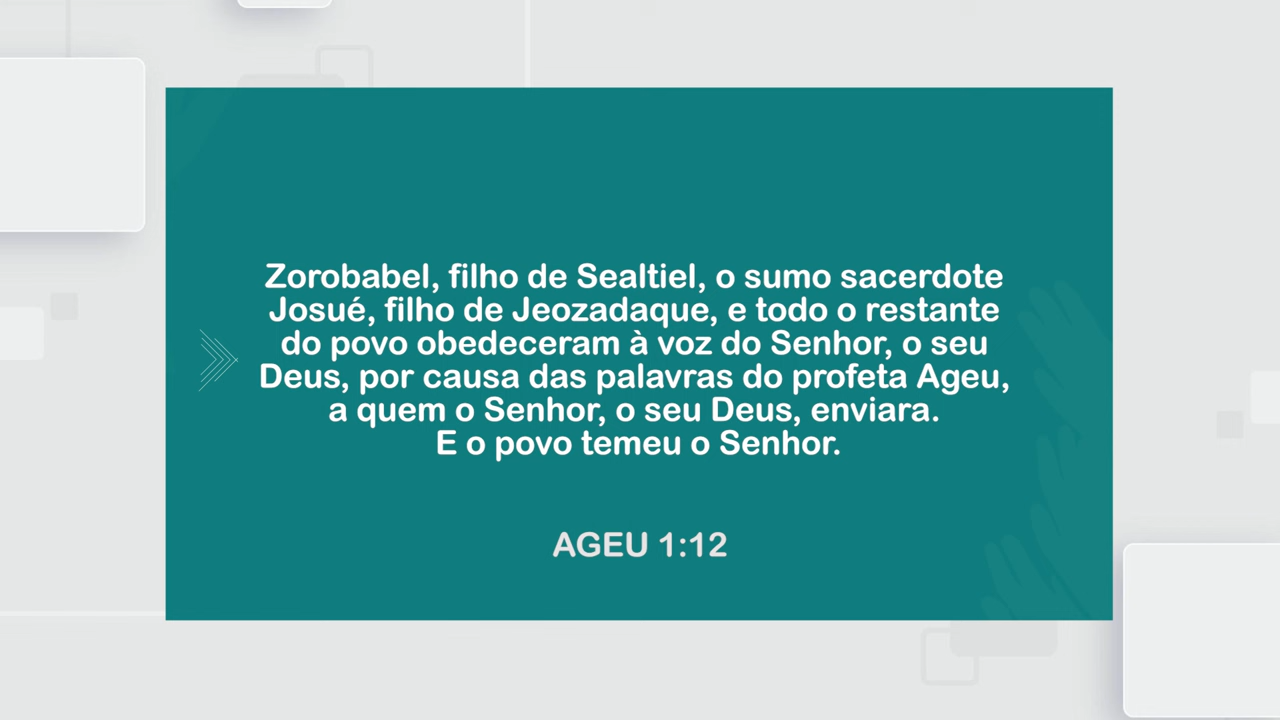 Zorobabel, filho de Sealtiel, o sumo sacerdote
Josué, filho de Jeozadaque, e todo o restante
do povo obedeceram à voz do Senhor, o seu
Deus, por causa das palavras do profeta Ageu,
a quem o Senhor, o seu Deus, enviara.
E o povo temeu o Senhor.
AGEU 1:12